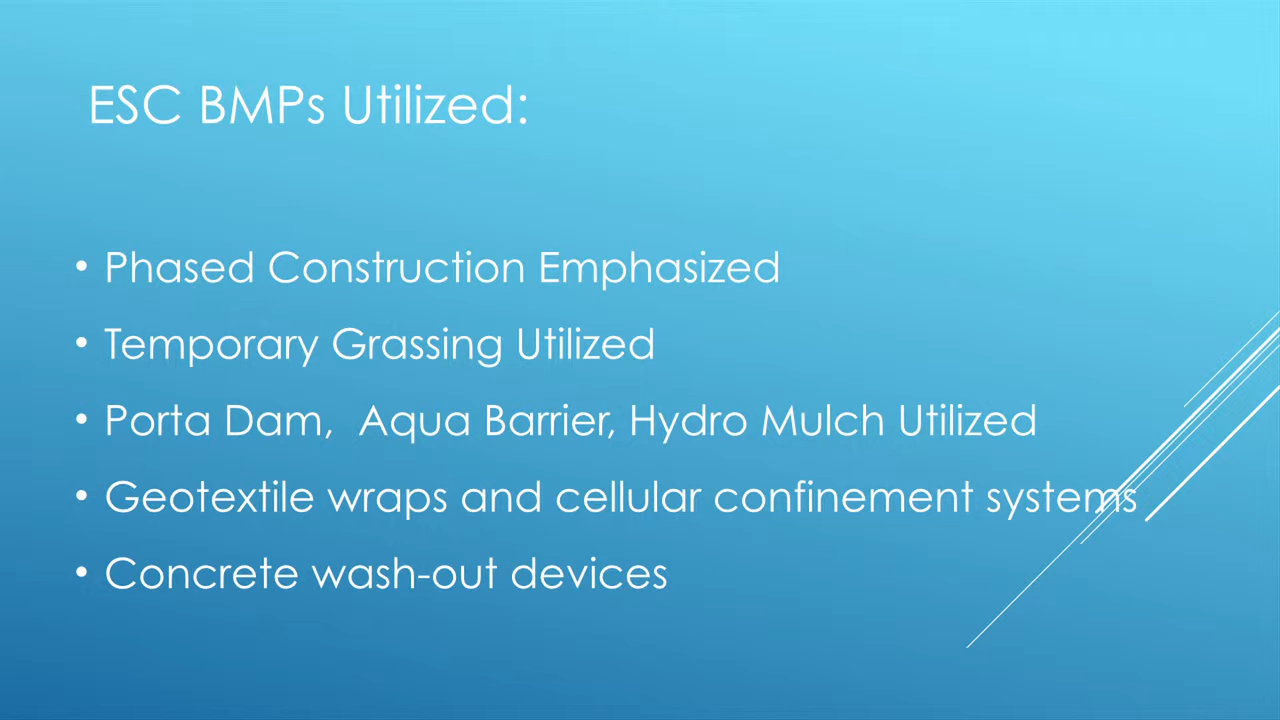 ESC BMPs Utilized:
• Phased Construction Emphasized
• Temporary Grassing Utilized
• Porta Dam,  Aqua Barrier, Hydro Mulch Utilized
• Geotextile wraps and cellular confinement systems
• Concrete wash-out devices